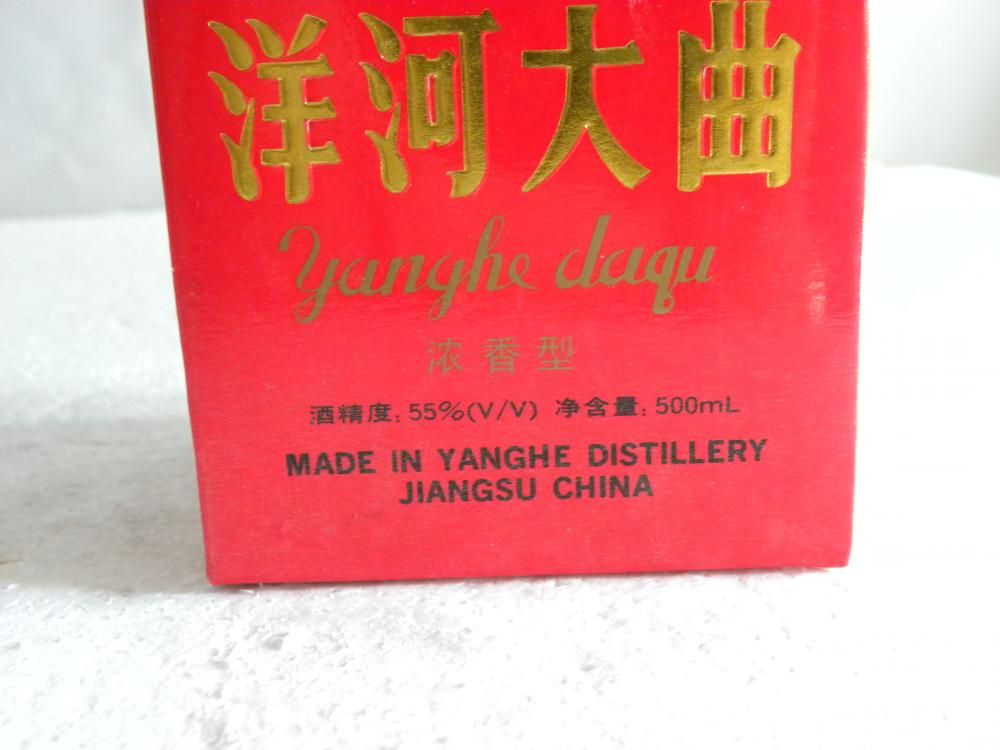 洋河大曲
Yanghe daqu
浓香型
酒精度: 55%(V/V) 净含量: 500mL
MADE IN YANGHE DISTILLERY
JIANGSU CHINA